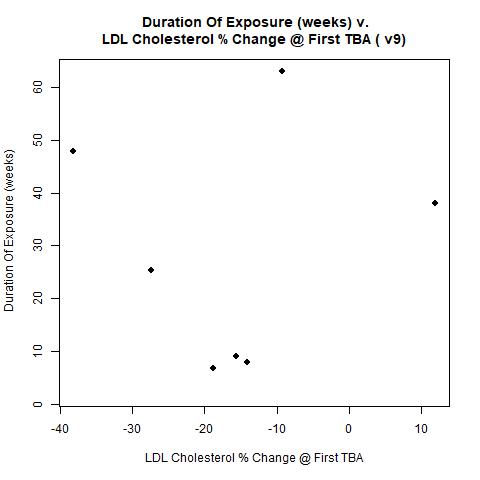 Duration Of Exposure (weeks) v.
LDL Cholesterol % Change @ First TBA ( v9)
Duration Of Exposure (weeks)
60
50
40
30
20
10
0
-40 -30 -20 -10 0 10
LDL Cholesterol % Change @ First TBA